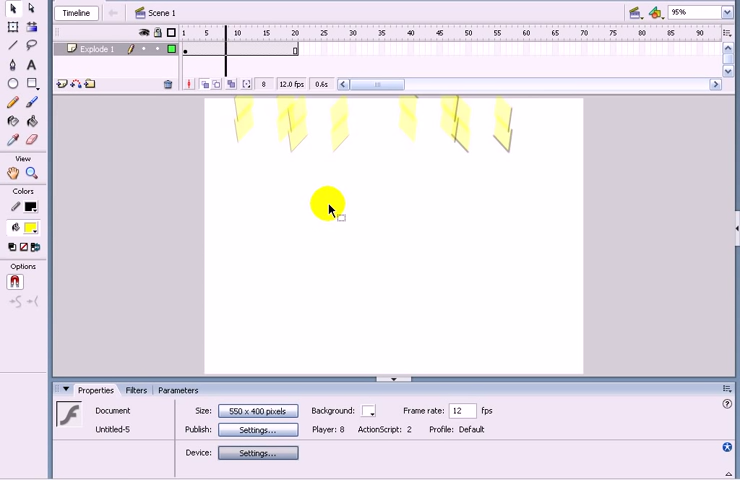 Timeline Scene 1 95%
1 5 10 15 20 25 30 35 40 45 50 55 60 65 70 75 80 85 90
Explode 1
8 12.0 fps 0.6s
A
View
Colors
Options
Properties Filters Parameters
Document Size: 550 x 400 pixels Background: Frame rate: 12 fps
Untitled-5 Publish: Settings... Player: 8 ActionScript: 2 Profile: Default
Device: Settings...